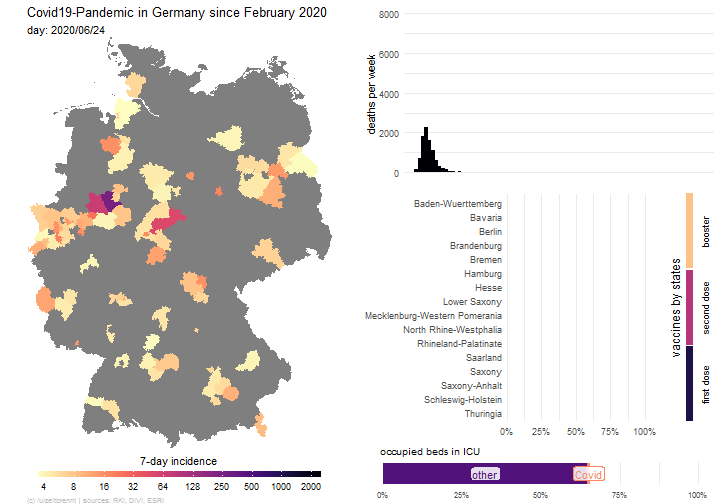 Covid19-Pandemic in Germany since February 2020
day: 2020/06/24
7-day incidence
4 8 16 32 64 125 250 500 1000 2000
(c) /u/zeitbrennt | sources: RKI, DIVI, ESRI
deaths per week
8000
6000
4000
2000
0
Baden-Wuerttemberg
Bavaria
Berlin
Brandenburg
Bremen
Hamburg
Hesse
Lower Saxony
Mecklenburg-Western Pomerania
North Rhine-Westphalia
Rhineland-Palatinate
Saarland
Saxony
Saxony-Anhalt
Schleswig-Holstein
Thuringia
0% 25% 50% 75% 100%
vaccines by states
booster
second dose
first dose
occupied beds in ICU
other
Covid
0% 25% 50% 75% 100%